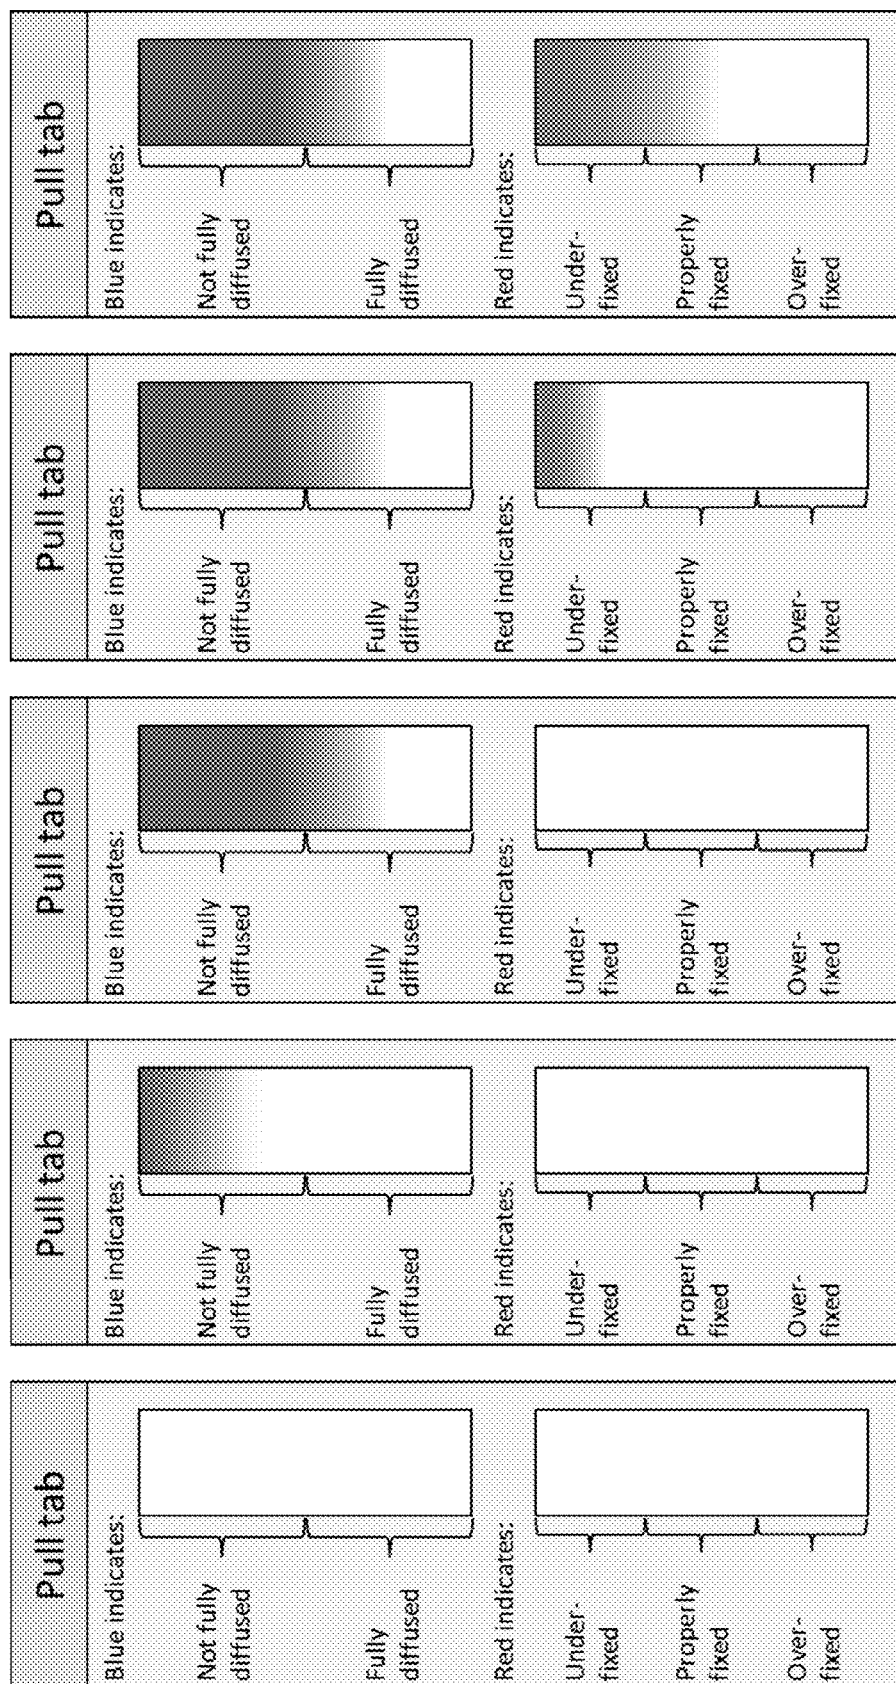 Pull tab
Blue indicates:
Not fully
diffused
Fully
diffused
Red indicates:
Under-
fixed
Properly
fixed
Over-
fixed
Pull tab
Blue indicates:
Not fully
diffused
Fully
diffused
Red indicates:
Under-
fixed
Properly
fixed
Over-
fixed
Pull tab
Blue indicates:
Not fully
diffused
Fully
diffused
Red indicates:
Under-
fixed
Properly
fixed
Over-
fixed
Pull tab
Blue indicates:
Not fully
diffused
Fully
diffused
Red indicates:
Under-
fixed
Properly
fixed
Over-
fixed
Pull tab
Blue indicates:
Not fully
diffused
Fully
diffused
Red indicates:
Under-
fixed
Properly
fixed
Over-
fixed